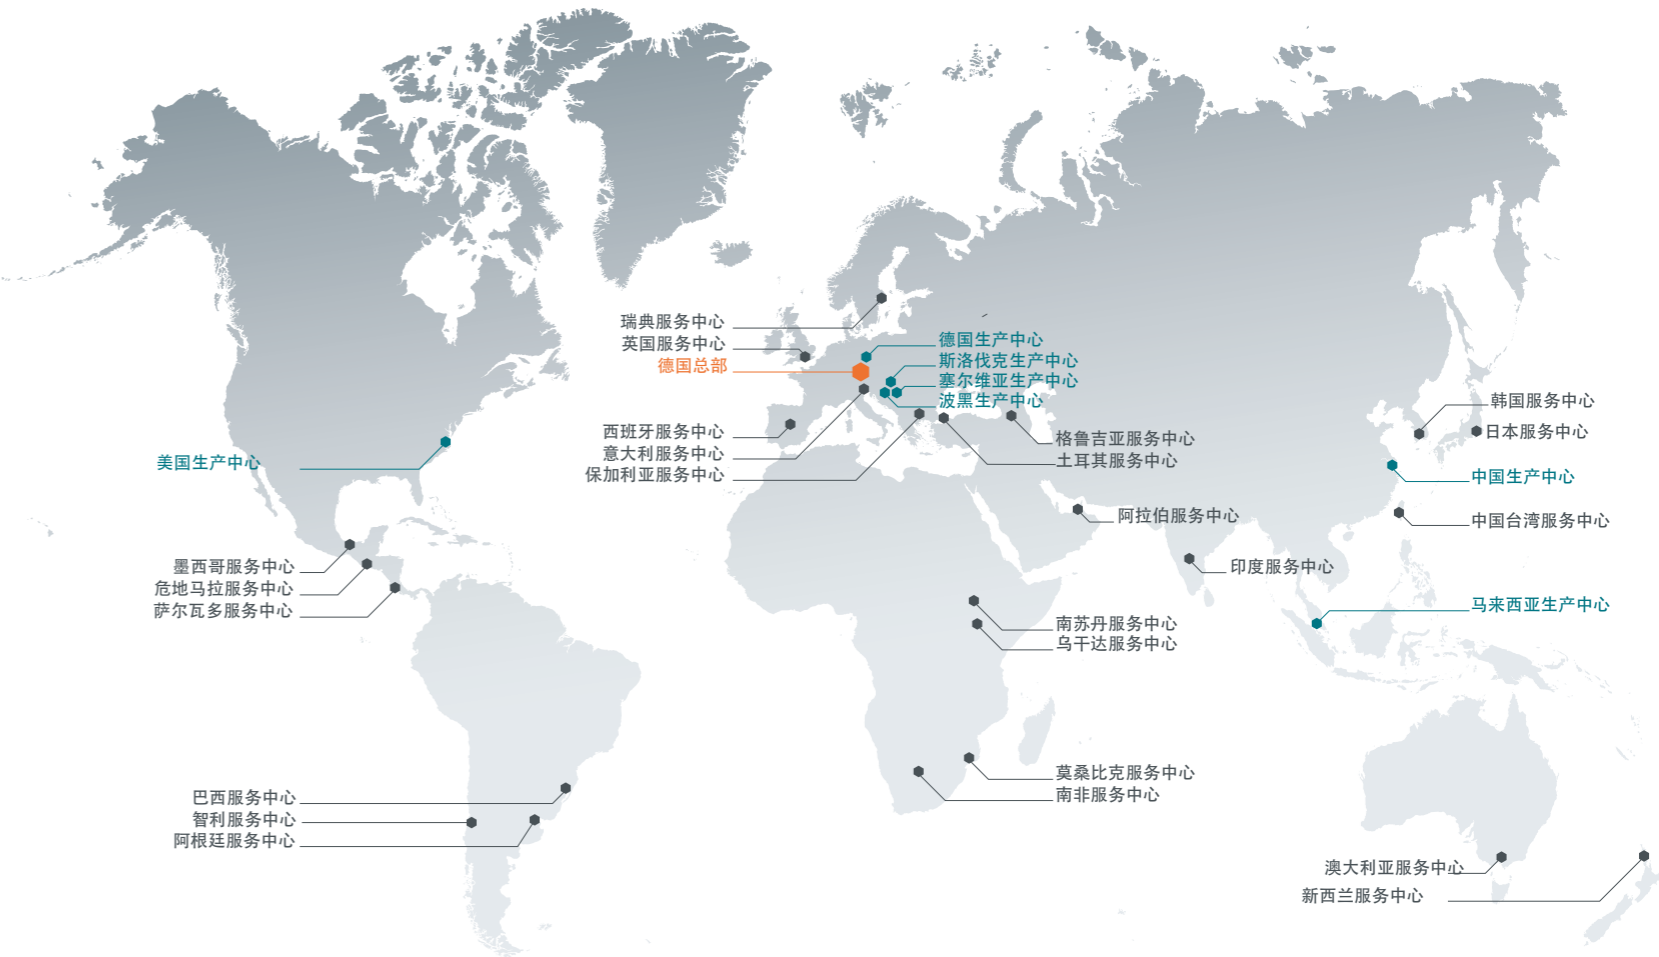 瑞典服务中心
英国服务中心
德国总部
德国生产中心
斯洛伐克生产中心
塞尔维亚生产中心
波黑生产中心
西班牙服务中心
意大利服务中心
保加利亚服务中心
格鲁吉亚服务中心
土耳其服务中心
韩国服务中心
日本服务中心
中国生产中心
中国台湾服务中心
美国生产中心
阿拉伯服务中心
印度服务中心
墨西哥服务中心
危地马拉服务中心
萨尔瓦多服务中心
马来西亚生产中心
南苏丹服务中心
乌干达服务中心
莫桑比克服务中心
南非服务中心
巴西服务中心
智利服务中心
阿根廷服务中心
澳大利亚服务中心
新西兰服务中心